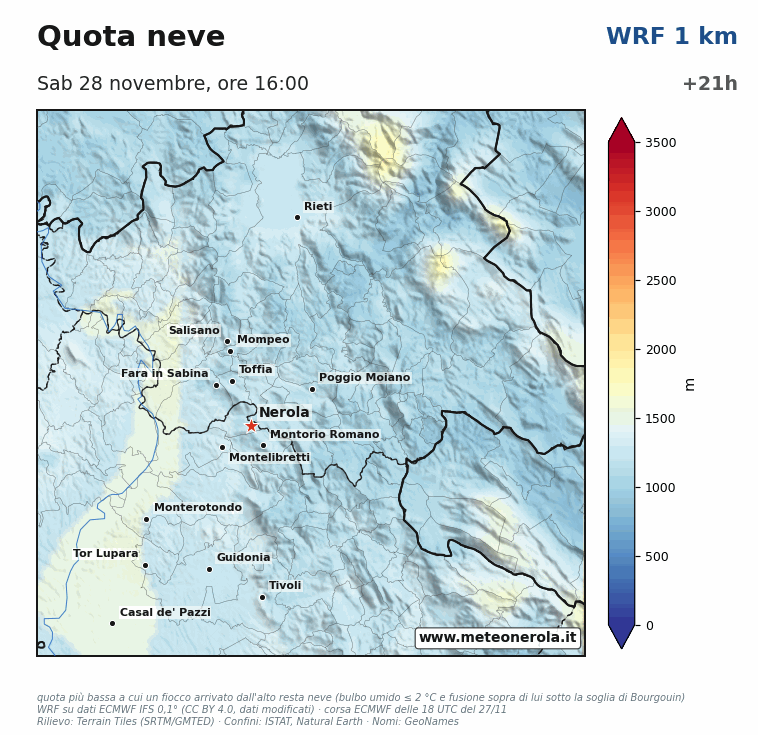 Quota neve
WRF 1 km
Sab 28 novembre, ore 16:00
+21h
Rieti
Salisano
Mompeo
Fara in Sabina
Toffia
Poggio Moiano
Nerola
Montorio Romano
Montelibretti
Monterotondo
Tor Lupara
Guidonia
Tivoli
Casal de' Pazzi
www.meteonerola.it
3500
3000
2500
2000
1500
1000
500
0
m
quota più bassa a cui un fiocco arrivato dall'alto resta neve (bulbo umido ≤ 2 °C e fusione sopra di lui sotto la soglia di Bourgouin)
WRF su dati ECMWF IFS 0,1° (CC BY 4.0, dati modificati) · corsa ECMWF delle 18 UTC del 27/11
Rilievo: Terrain Tiles (SRTM/GMTED) · Confini: ISTAT, Natural Earth · Nomi: GeoNames